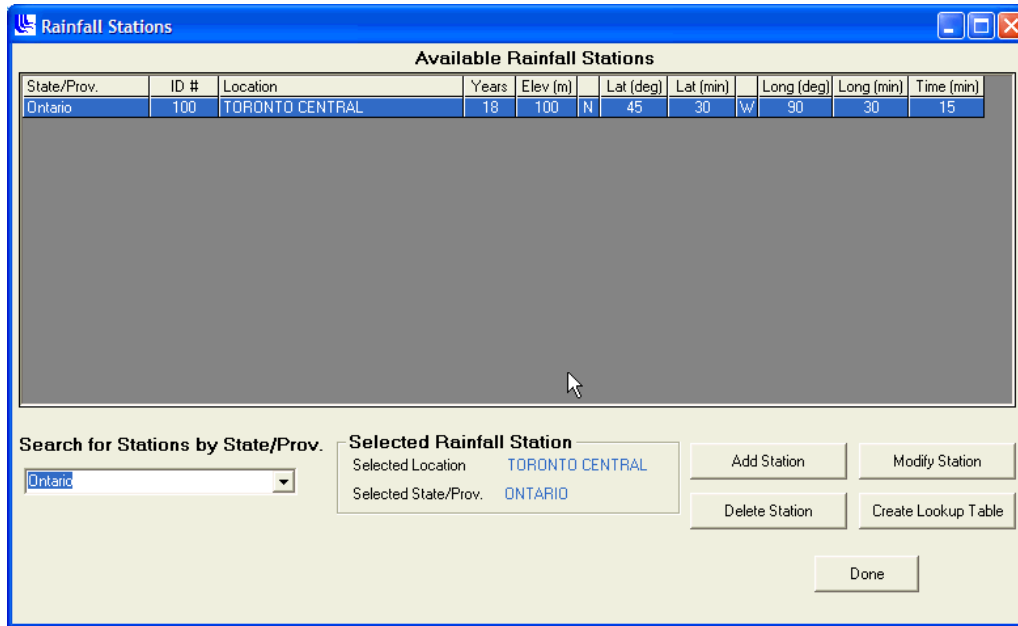 Rainfall Stations
Available Rainfall Stations
State/Prov. ID # Location Years Elev (m) Lat (deg) Lat (min) Long (deg) Long (min) Time (min)
Ontario 100 TORONTO CENTRAL 18 100 N 45 30 W 90 30 15
Search for Stations by State/Prov.
Ontario
Selected Rainfall Station
Selected Location TORONTO CENTRAL
Selected State/Prov. ONTARIO
Add Station Modify Station
Delete Station Create Lookup Table
Done